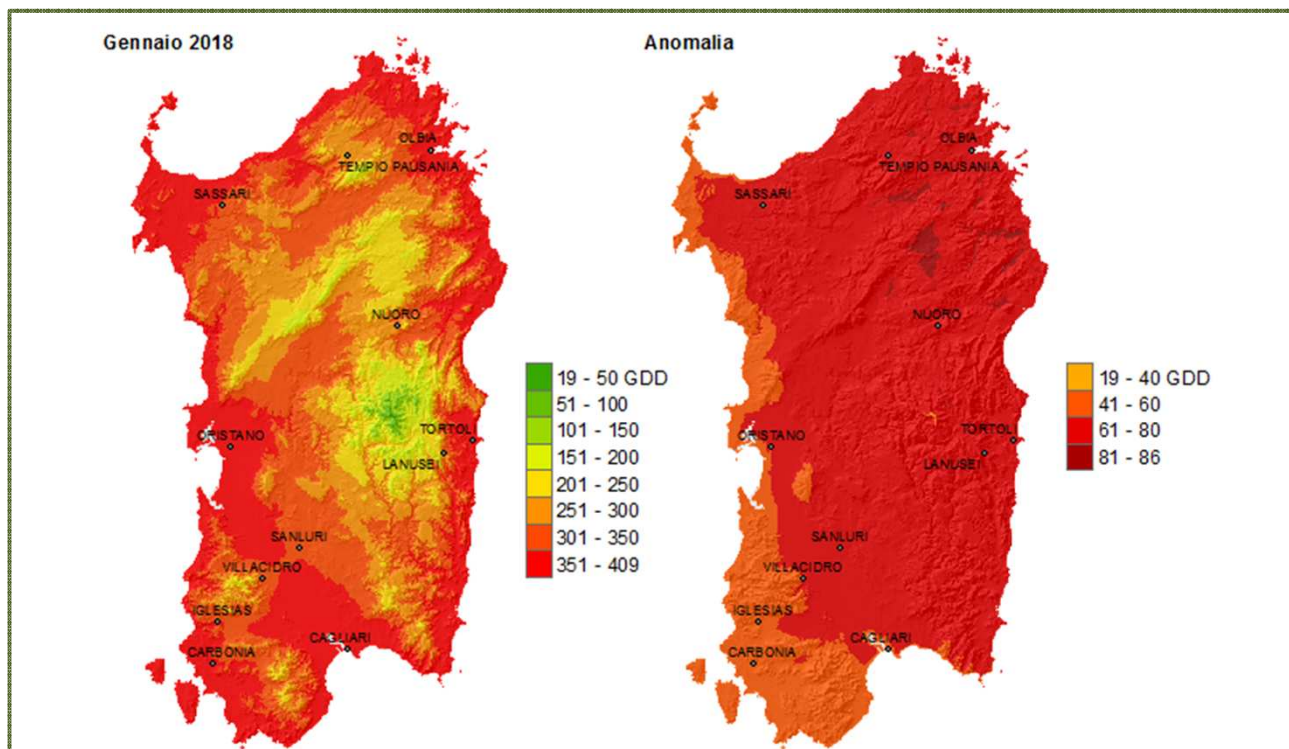 Gennaio 2018
OLBIA
TEMPIO PAUSANIA
SASSARI
NUORO
ORISTANO
TORTOLI
LANUSEI
SANLURI
VILLACIDRO
IGLESIAS
CAGLIARI
CARBONIA
19 - 50 GDD
51 - 100
101 - 150
151 - 200
201 - 250
251 - 300
301 - 350
351 - 409
Anomalia
OLBIA
TEMPIO PAUSANIA
SASSARI
NUORO
ORISTANO
TORTOLI
LANUSEI
SANLURI
VILLACIDRO
IGLESIAS
CAGLIARI
CARBONIA
19 - 40 GDD
41 - 60
61 - 80
81 - 86